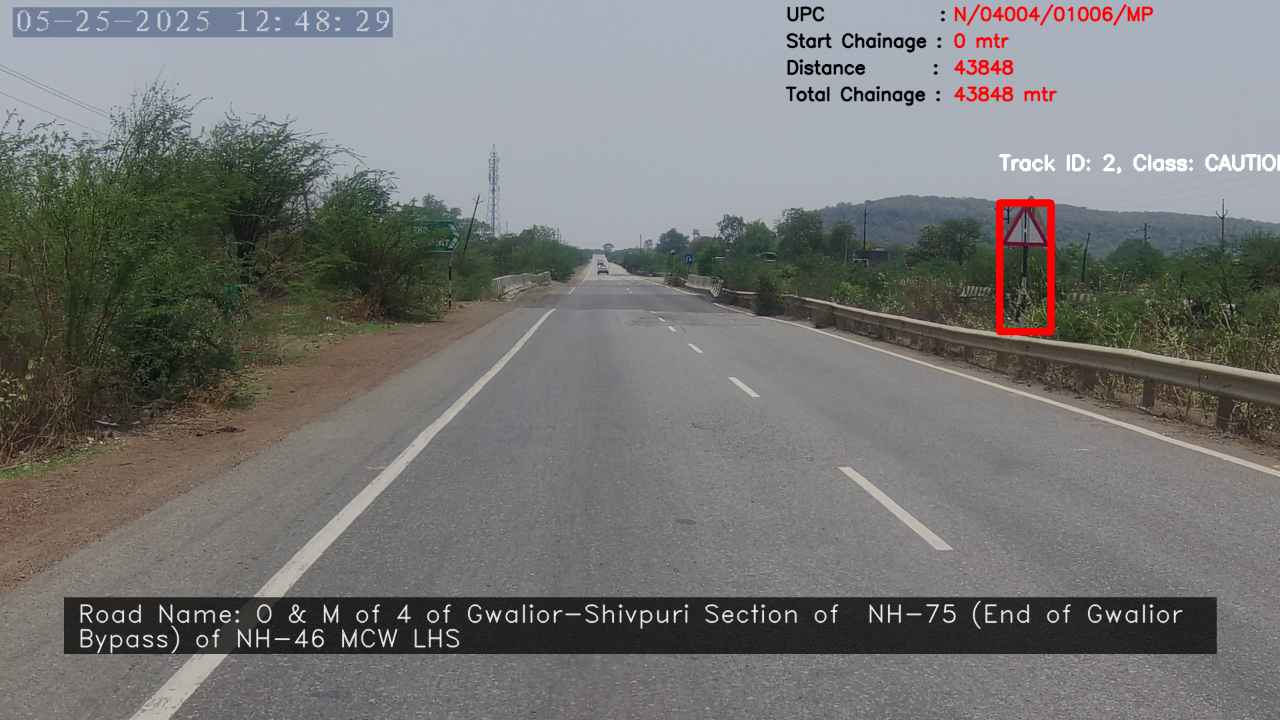 05-25-2025 12:48:29
UPC : N/04004/01006/MP
Start Chainage : 0 mtr
Distance : 43848
Total Chainage : 43848 mtr
Track ID: 2, Class: CAUTIO
Road Name: O & M of 4 of Gwalior-Shivpuri Section of NH-75 (End of Gwalior
Bypass) of NH-46 MCW LHS